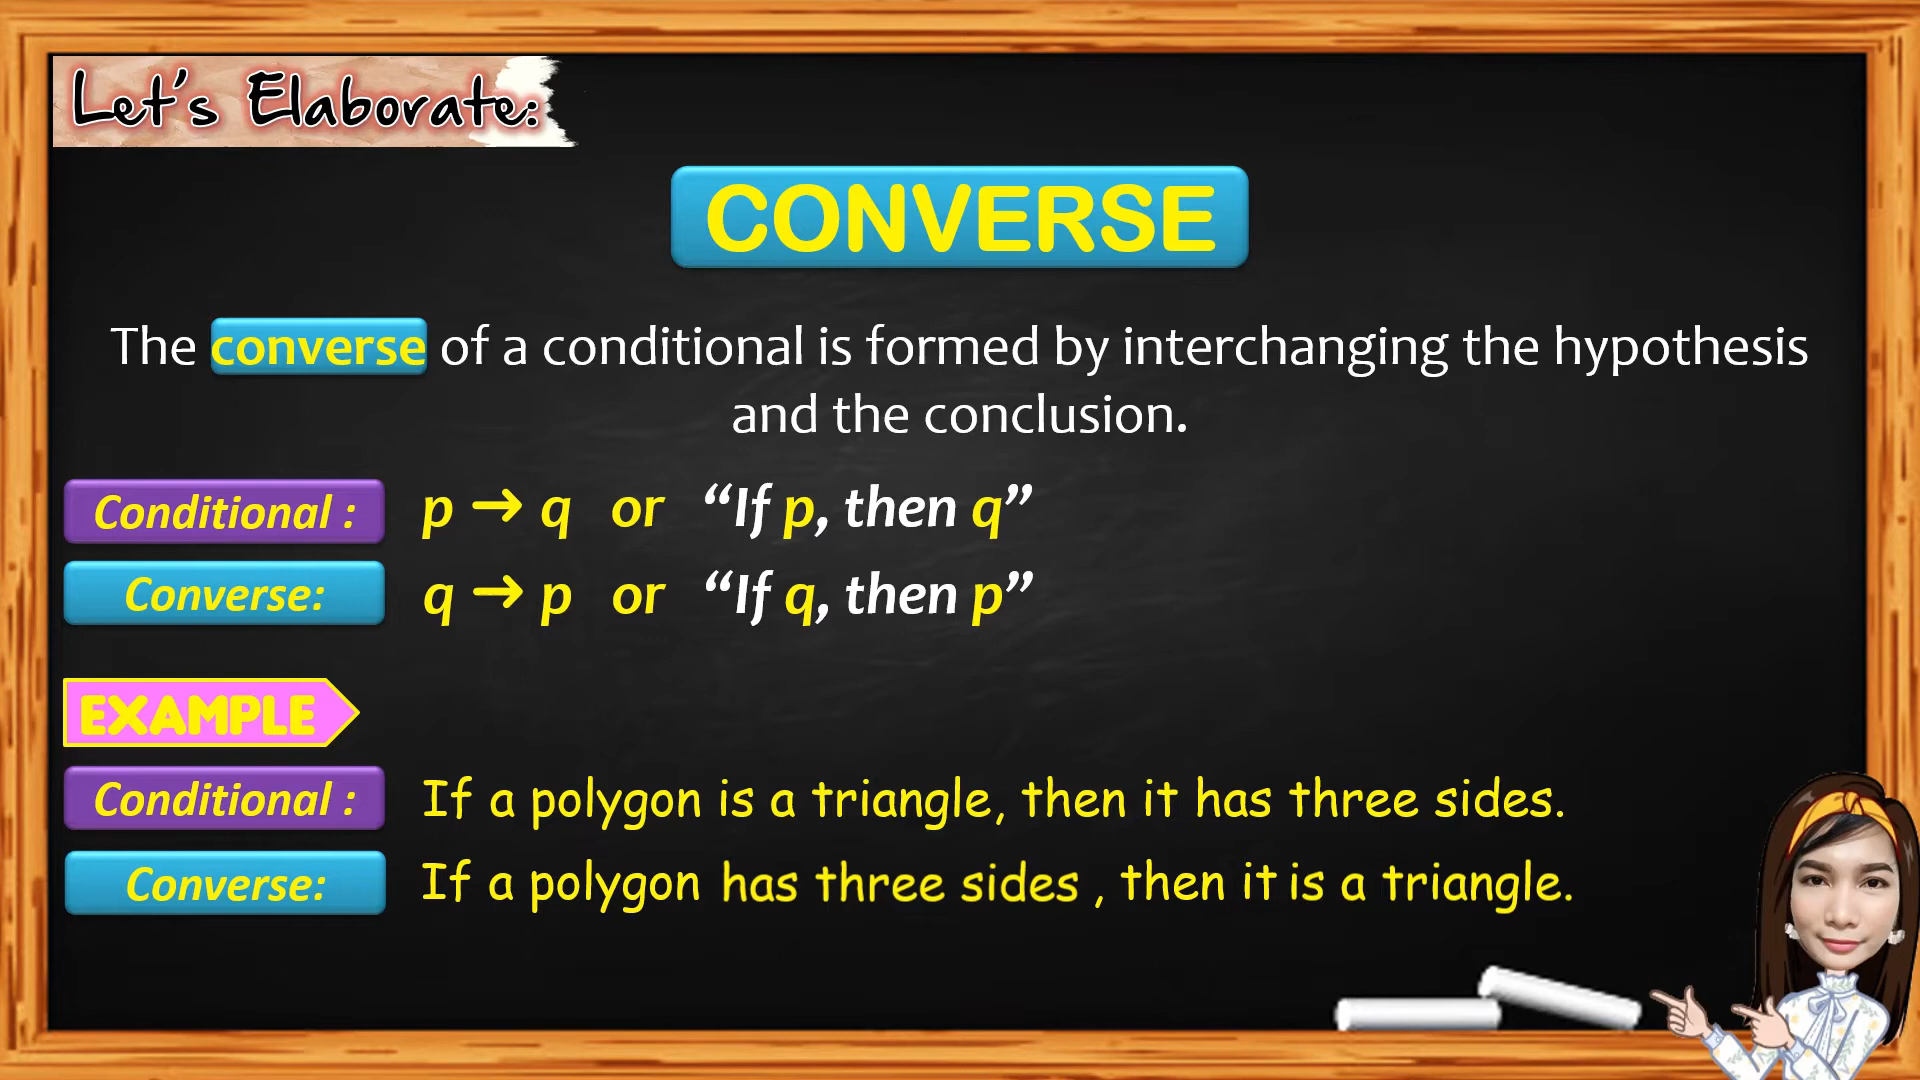 Let's Elaborate:
CONVERSE
The converse of a conditional is formed by interchanging the hypothesis
and the conclusion.
Conditional : p → q or “If p, then q”
Converse: q → p or “If q, then p”
EXAMPLE
Conditional : If a polygon is a triangle, then it has three sides.
Converse: If a polygon has three sides , then it is a triangle.